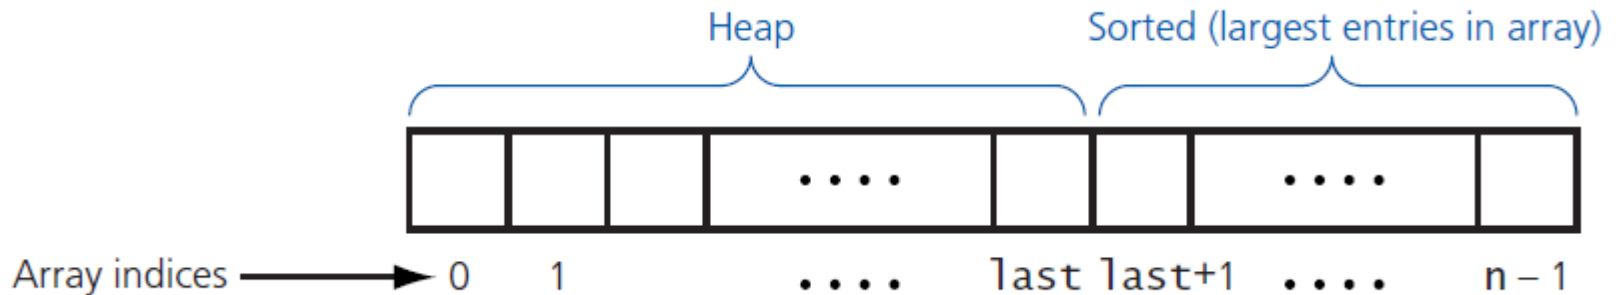 Heap Sorted (largest entries in array)
. . . . . . . .
Array indices 0 1 . . . . last last+1 . . . . n – 1